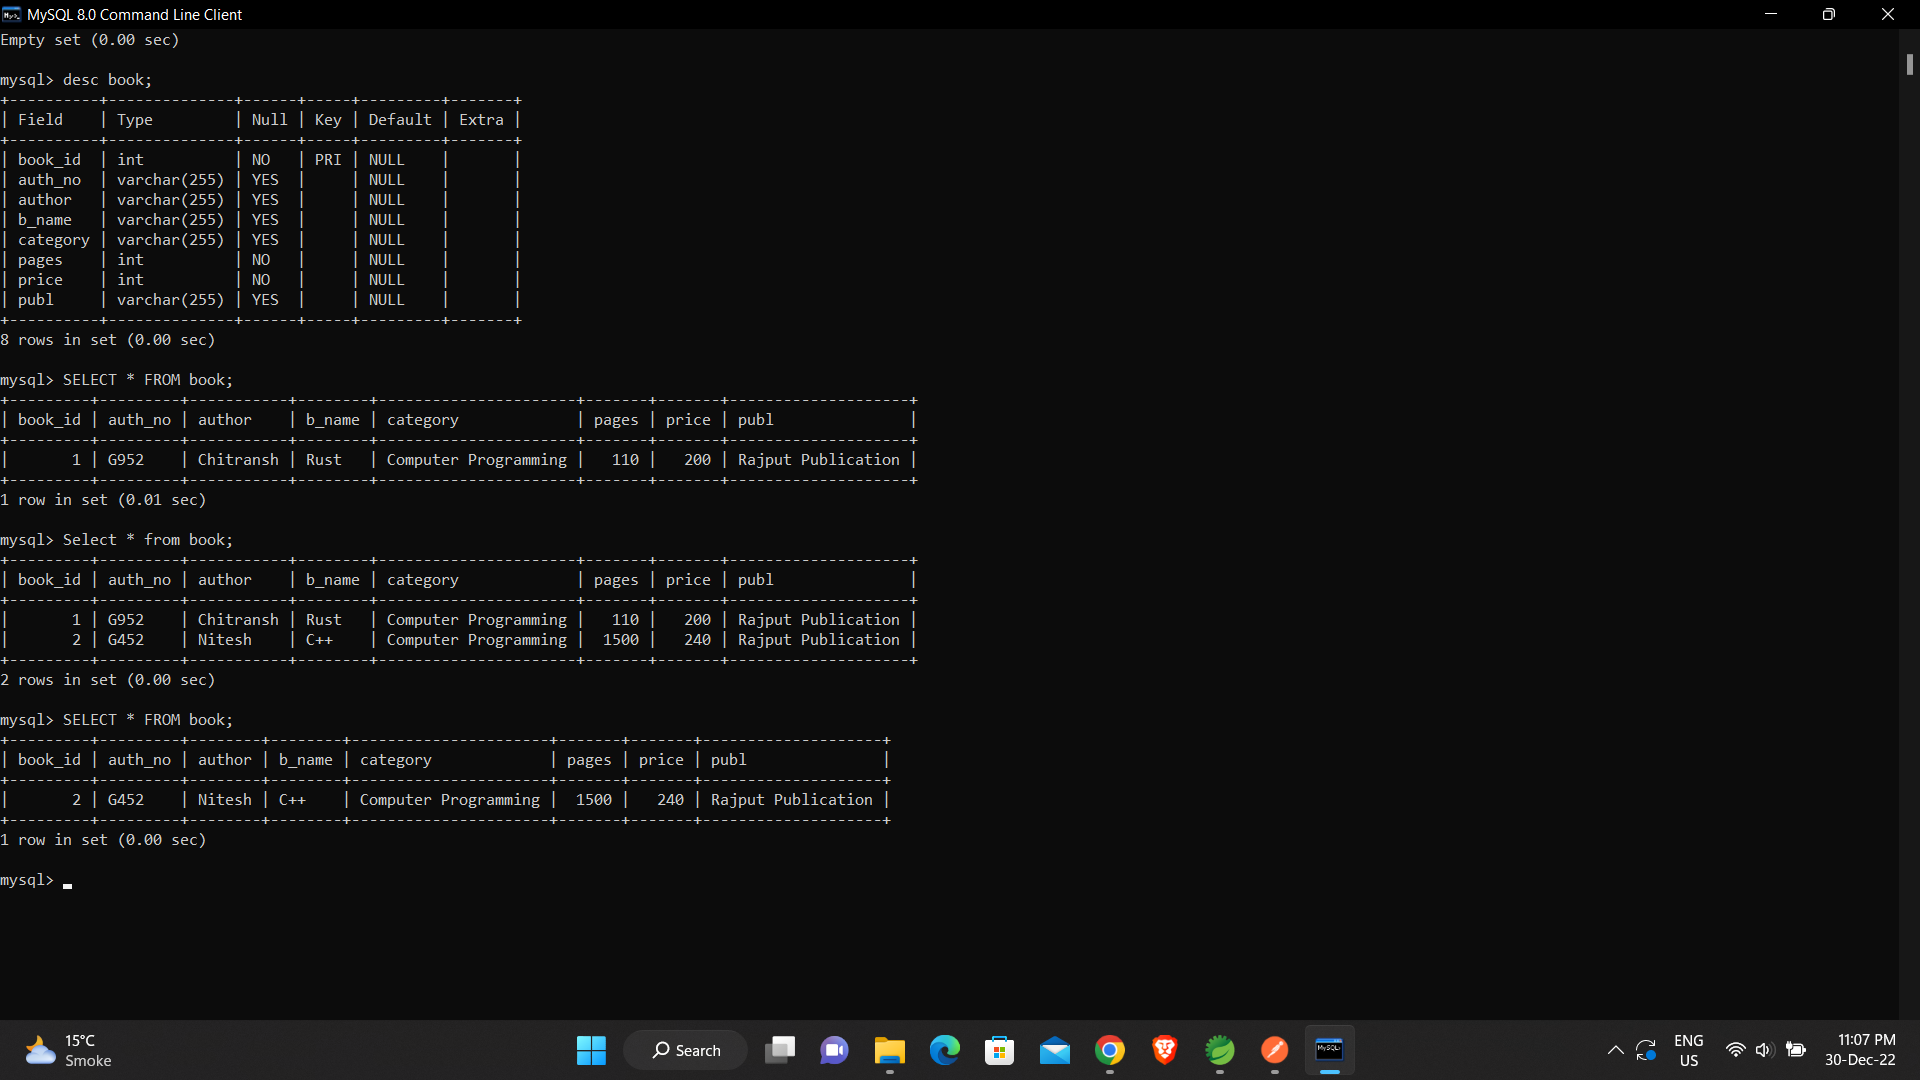 MySQL 8.0 Command Line Client
Empty set (0.00 sec)
mysql> desc book;
+----------+--------------+------+-----+---------+-------+
| Field    | Type         | Null | Key | Default | Extra |
+----------+--------------+------+-----+---------+-------+
| book_id  | int          | NO   | PRI | NULL    |       |
| auth_no  | varchar(255) | YES  |     | NULL    |       |
| author   | varchar(255) | YES  |     | NULL    |       |
| b_name   | varchar(255) | YES  |     | NULL    |       |
| category | varchar(255) | YES  |     | NULL    |       |
| pages    | int          | NO   |     | NULL    |       |
| price    | int          | NO   |     | NULL    |       |
| publ     | varchar(255) | YES  |     | NULL    |       |
+----------+--------------+------+-----+---------+-------+
8 rows in set (0.00 sec)
mysql> SELECT * FROM book;
+---------+---------+-----------+--------+----------------------+-------+-------+--------------------+
| book_id | auth_no | author    | b_name | category             | pages | price | publ               |
+---------+---------+-----------+--------+----------------------+-------+-------+--------------------+
|       1 | G952    | Chitransh | Rust   | Computer Programming |   110 |   200 | Rajput Publication |
+---------+---------+-----------+--------+----------------------+-------+-------+--------------------+
1 row in set (0.01 sec)
mysql> Select * from book;
+---------+---------+-----------+--------+----------------------+-------+-------+--------------------+
| book_id | auth_no | author    | b_name | category             | pages | price | publ               |
+---------+---------+-----------+--------+----------------------+-------+-------+--------------------+
|       1 | G952    | Chitransh | Rust   | Computer Programming |   110 |   200 | Rajput Publication |
|       2 | G452    | Nitesh    | C++    | Computer Programming |  1500 |   240 | Rajput Publication |
+---------+---------+-----------+--------+----------------------+-------+-------+--------------------+
2 rows in set (0.00 sec)
mysql> SELECT * FROM book;
+---------+---------+--------+--------+----------------------+-------+-------+--------------------+
| book_id | auth_no | author | b_name | category             | pages | price | publ               |
+---------+---------+--------+--------+----------------------+-------+-------+--------------------+
|       2 | G452    | Nitesh | C++    | Computer Programming |  1500 |   240 | Rajput Publication |
+---------+---------+--------+--------+----------------------+-------+-------+--------------------+
1 row in set (0.00 sec)
mysql> _
15°C
Smoke
Search
MySQL
ENG
US
11:07 PM
30-Dec-22